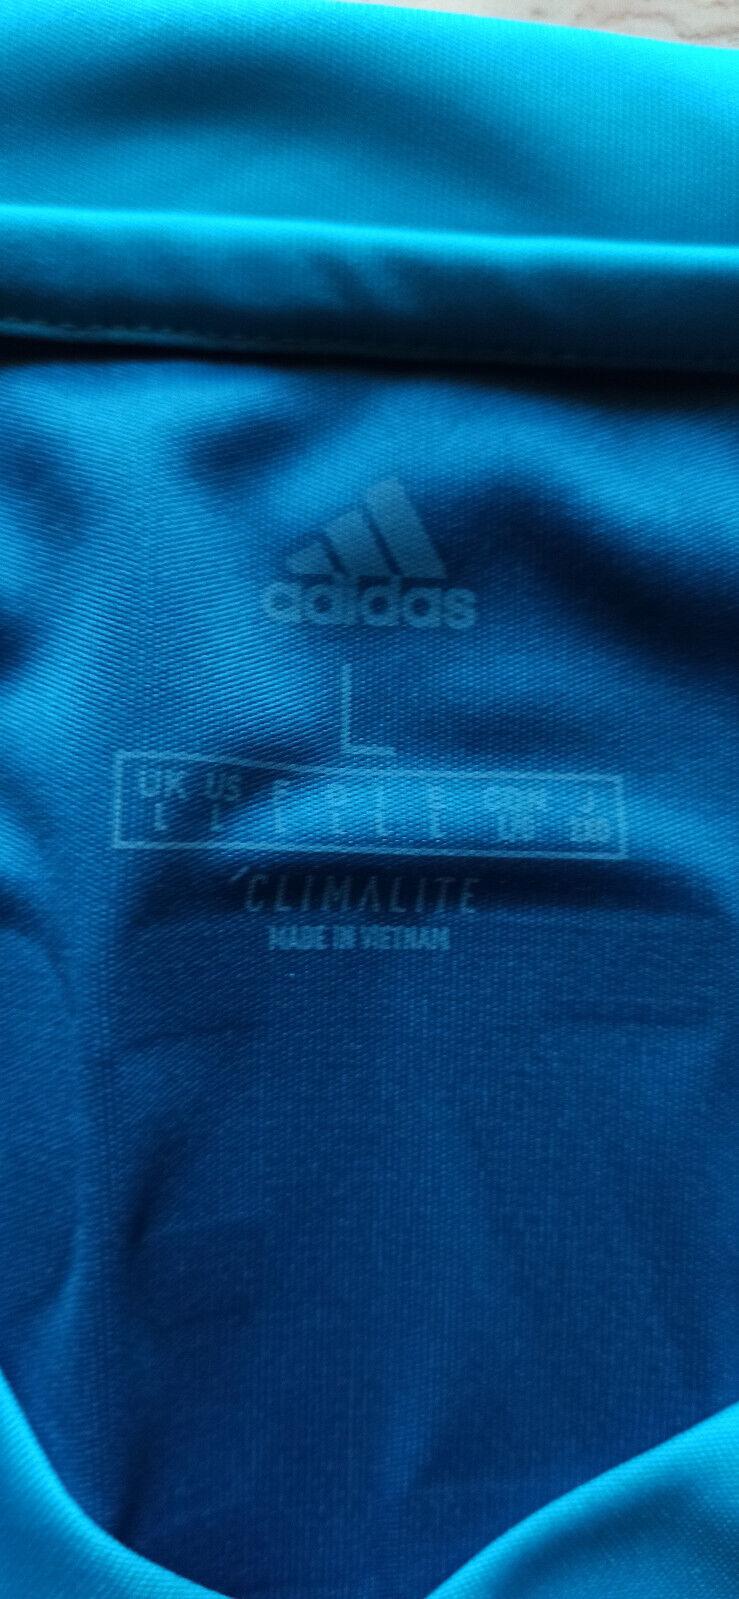 adidas
L
UK US F D I E
L L L L L L
CLIMALITE
MADE IN VIETNAM